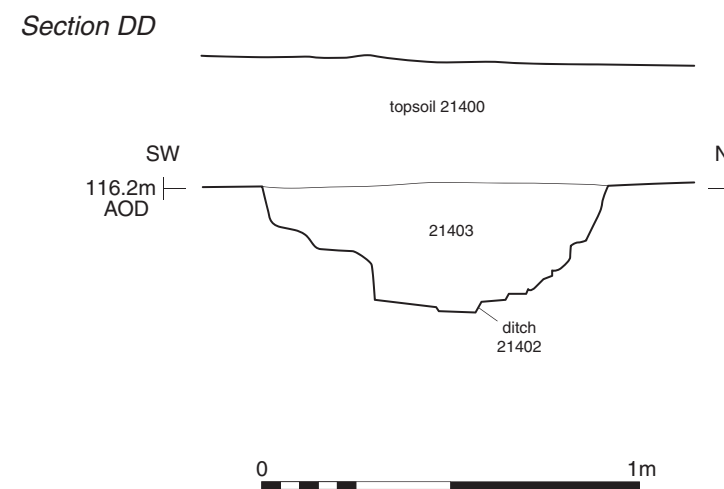 Section DD
topsoil 21400
SW
N
116.2m
AOD
21403
ditch
21402
0
1m